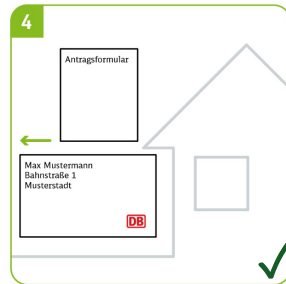 4
Antragsformular
Max Mustermann
Bahnstraße 1
Musterstadt
DB